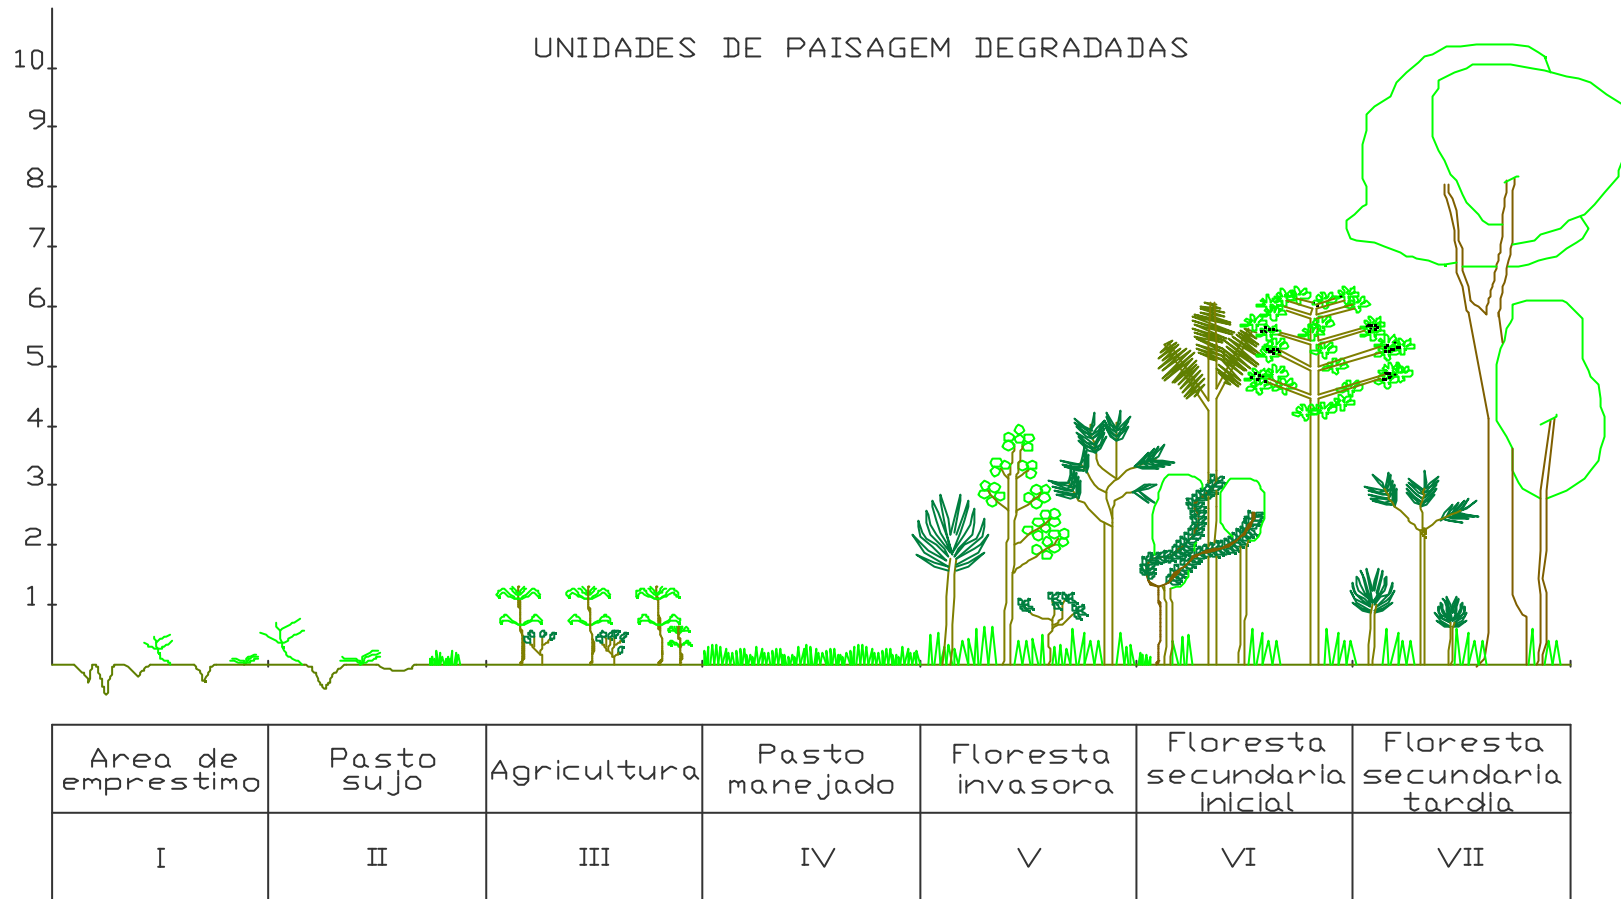 UNIDADES DE PAISAGEM DEGRADADAS
10
9
8
7
6
5
4
3
2
1
Area de
emprestimo
Pasto
sujo
Agricultura
Pasto
manejado
Floresta
invasora
Floresta
secundaria
inicial
Floresta
secundaria
tardia
I
II
III
IV
V
VI
VII